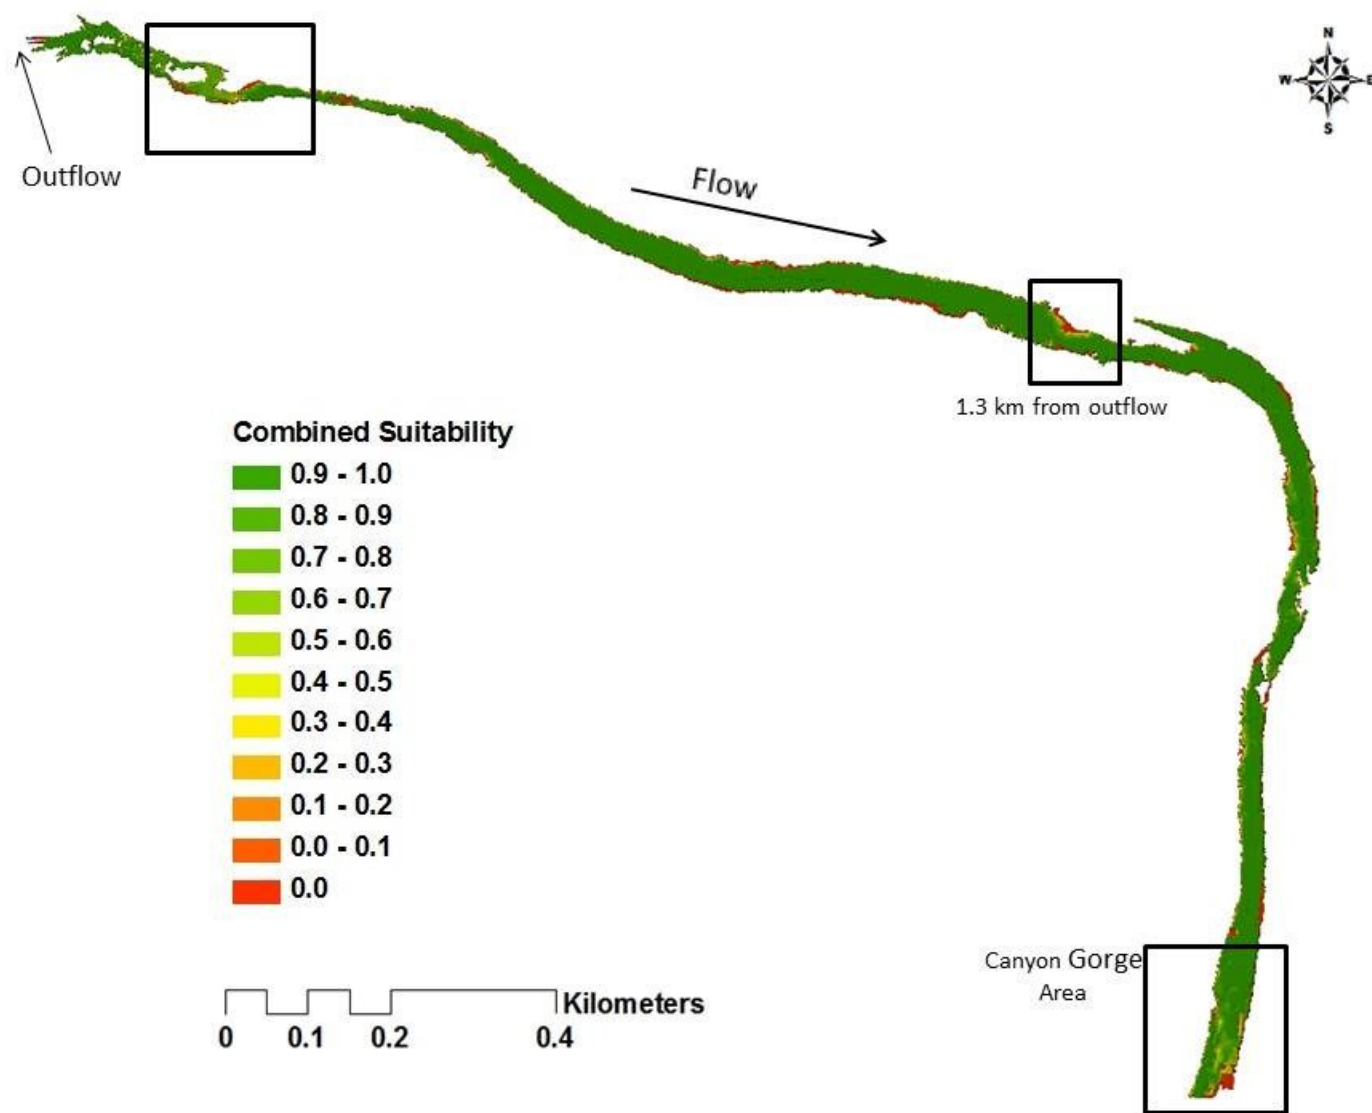 N
W E
S
Outflow
Flow
1.3 km from outflow
Combined Suitability
0.9 - 1.0
0.8 - 0.9
0.7 - 0.8
0.6 - 0.7
0.5 - 0.6
0.4 - 0.5
0.3 - 0.4
0.2 - 0.3
0.1 - 0.2
0.0 - 0.1
0.0
Canyon Gorge
Area
Kilometers
0 0.1 0.2 0.4